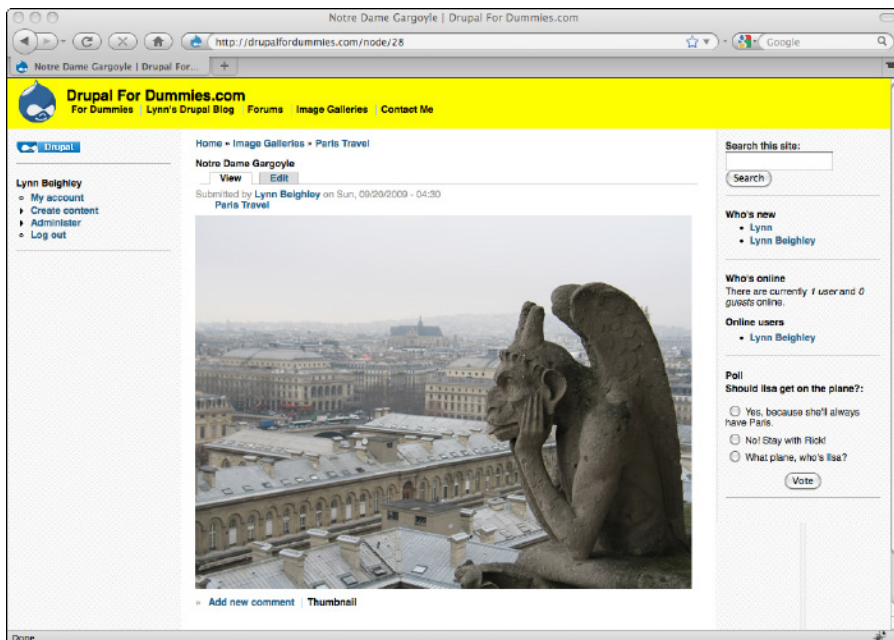 Notre Dame Gargoyle | Drupal For Dummies.com
http://drupalfordummies.com/node/28
Google
Notre Dame Gargoyle | Drupal For...
Drupal For Dummies.com
For Dummies | Lynn's Drupal Blog | Forums | Image Galleries | Contact Me
Drupal
Lynn Beighley
My account
Create content
Administer
Log out
Home » Image Galleries » Paris Travel
Notre Dame Gargoyle
View Edit
Submitted by Lynn Beighley on Sun, 09/20/2009 - 04:30
Paris Travel
» Add new comment | Thumbnail
Search this site:
Search
Who's new
• Lynn
• Lynn Beighley
Who's online
There are currently 1 user and 0
guests online.
Online users
• Lynn Beighley
Poll
Should Ilsa get on the plane?:
Yes, because she'll always
have Paris.
No! Stay with Rick!
What plane, who's Ilsa?
Vote
Done